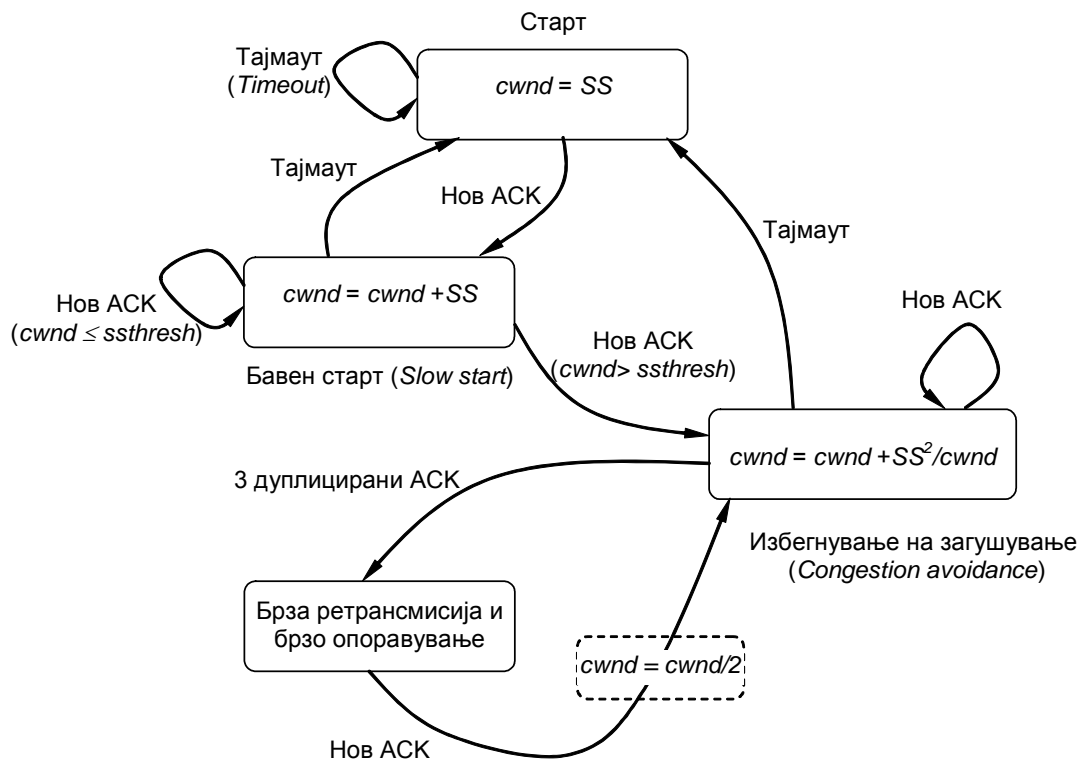 Старт
Тајмаут
(Timeout)
cwnd = SS
Тајмаут
Нов ACK
Тајмаут
Нов ACK
(cwnd ≤ ssthresh)
cwnd = cwnd +SS
Нов ACK
Нов ACK
(cwnd> ssthresh)
Бавен старт (Slow start)
cwnd = cwnd +SS²/cwnd
3 дуплицирани ACK
Избегнување на загушување
(Congestion avoidance)
Брза ретрансмисија и
брзо опоравување
cwnd = cwnd/2
Нов ACK